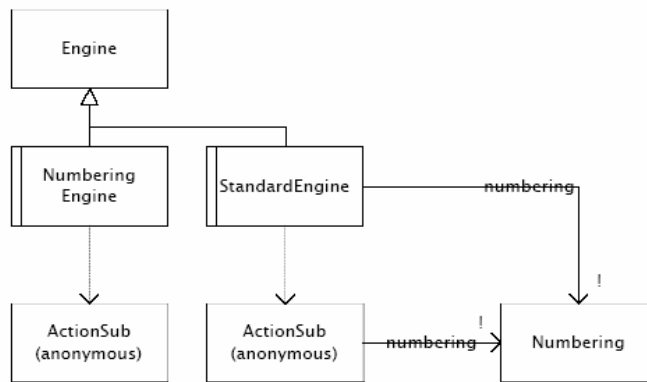 Engine
Numbering
Engine
StandardEngine
numbering
ActionSub
(anonymous)
ActionSub
(anonymous)
numbering
Numbering